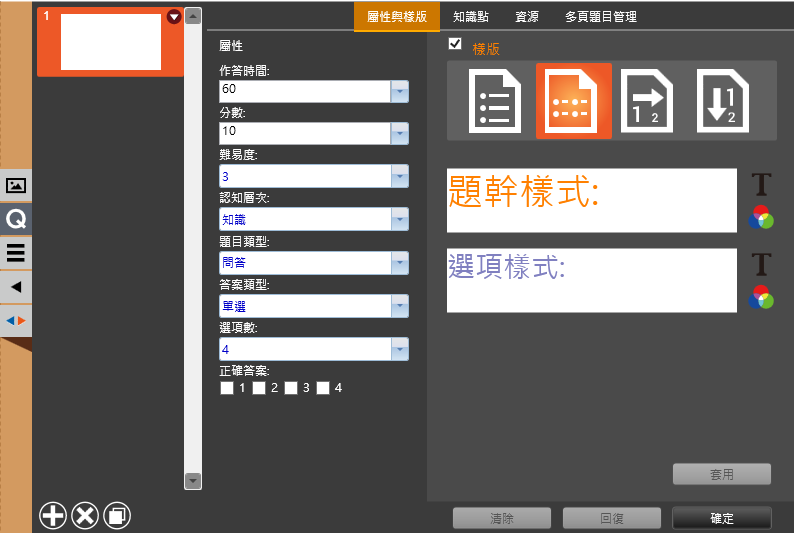 1
屬性與樣版 知識點 資源 多頁題目管理
屬性
作答時間:
60
分數:
10
難易度:
3
認知層次:
知識
題目類型:
問答
答案類型:
單選
選項數:
4
正確答案:
1 2 3 4
樣版
1 2 1 2
題幹樣式:
T
選項樣式:
T
套用
清除 回復 確定
Q